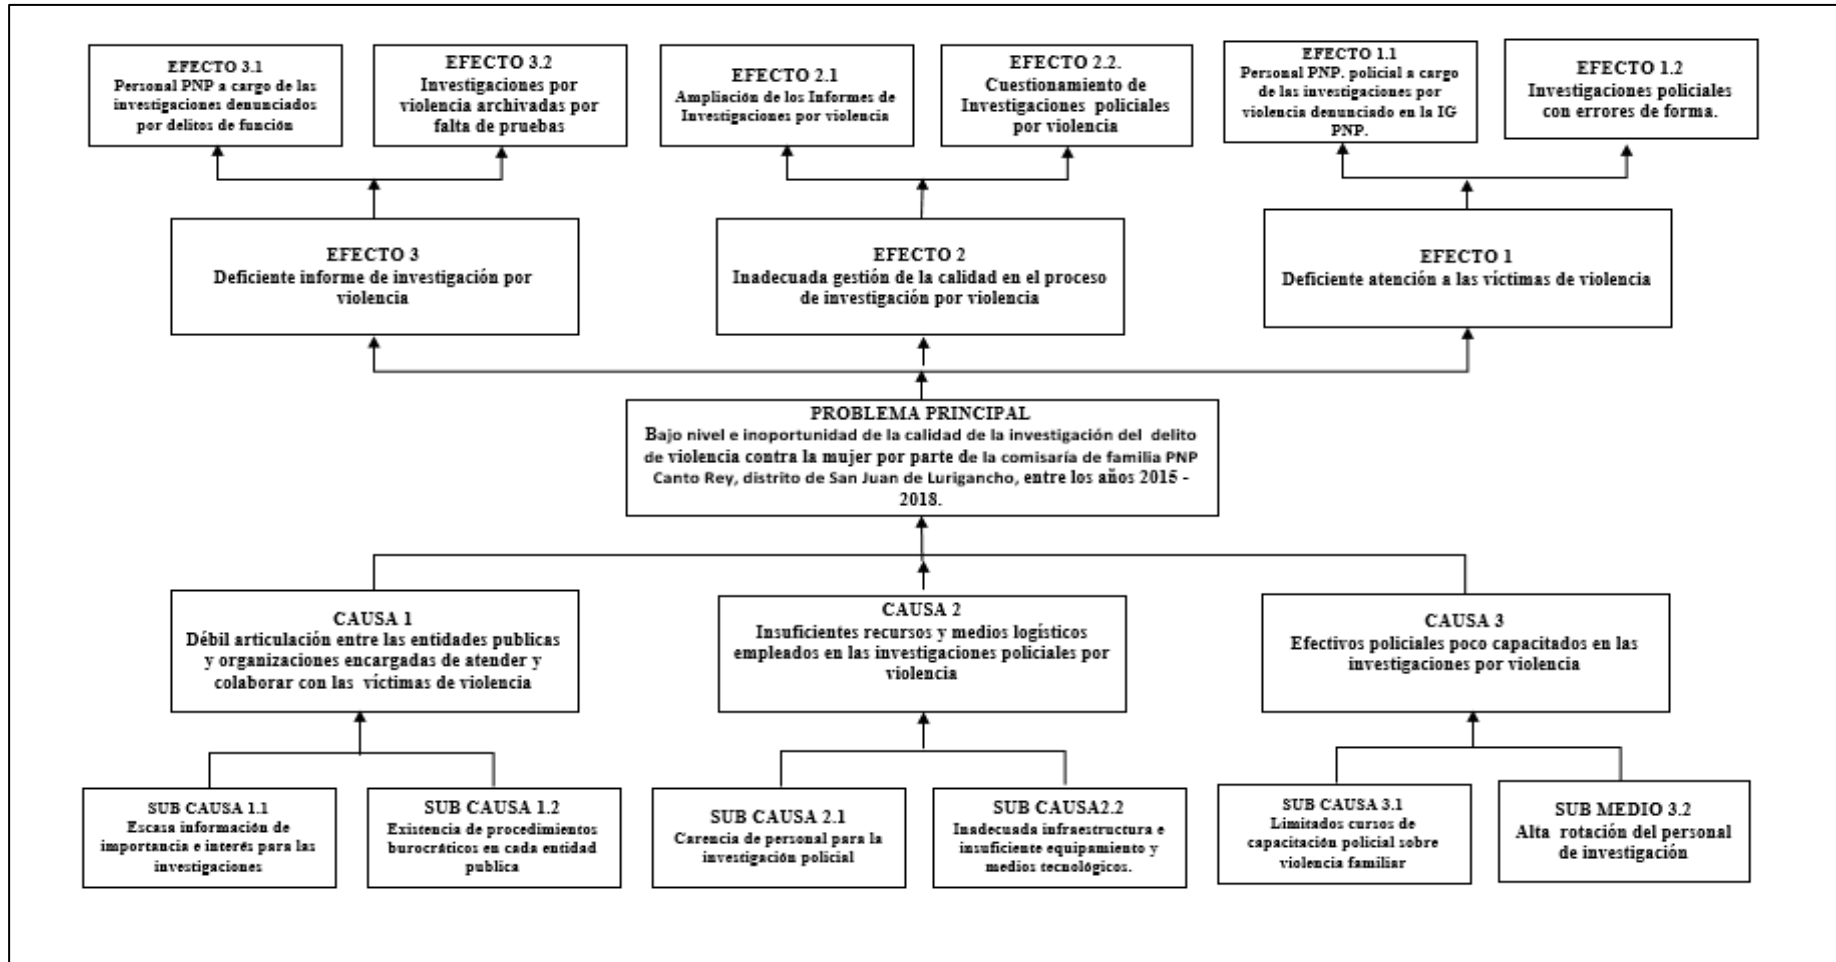 EFECTO 3.1
Personal PNP a cargo de las
investigaciones denunciados
por delitos de función
EFECTO 3.2
Investigaciones por
violencia archivadas por
falta de pruebas
EFECTO 2.1
Ampliación de los Informes de
Investigaciones por violencia
EFECTO 2.2.
Cuestionamiento de
Investigaciones policiales
por violencia
EFECTO 1.1
Personal PNP. policial a cargo
de las investigaciones por
violencia denunciado en la IG
PNP.
EFECTO 1.2
Investigaciones policiales
con errores de forma.
EFECTO 3
Deficiente informe de investigación por
violencia
EFECTO 2
Inadecuada gestión de la calidad en el proceso
de investigación por violencia
EFECTO 1
Deficiente atención a las víctimas de violencia
PROBLEMA PRINCIPAL
Bajo nivel e inoportunidad de la calidad de la investigación del delito
de violencia contra la mujer por parte de la comisaría de familia PNP
Canto Rey, distrito de San Juan de Lurigancho, entre los años 2015 -
2018.
CAUSA 1
Débil articulación entre las entidades publicas
y organizaciones encargadas de atender y
colaborar con las víctimas de violencia
CAUSA 2
Insuficientes recursos y medios logísticos
empleados en las investigaciones policiales por
violencia
CAUSA 3
Efectivos policiales poco capacitados en las
investigaciones por violencia
SUB CAUSA 1.1
Escasa información de
importancia e interés para las
investigaciones
SUB CAUSA 1.2
Existencia de procedimientos
burocráticos en cada entidad
publica
SUB CAUSA 2.1
Carencia de personal para la
investigación policial
SUB CAUSA2.2
Inadecuada infraestructura e
insuficiente equipamiento y
medios tecnológicos.
SUB CAUSA 3.1
Limitados cursos de
capacitación policial sobre
violencia familiar
SUB MEDIO 3.2
Alta rotación del personal
de investigación